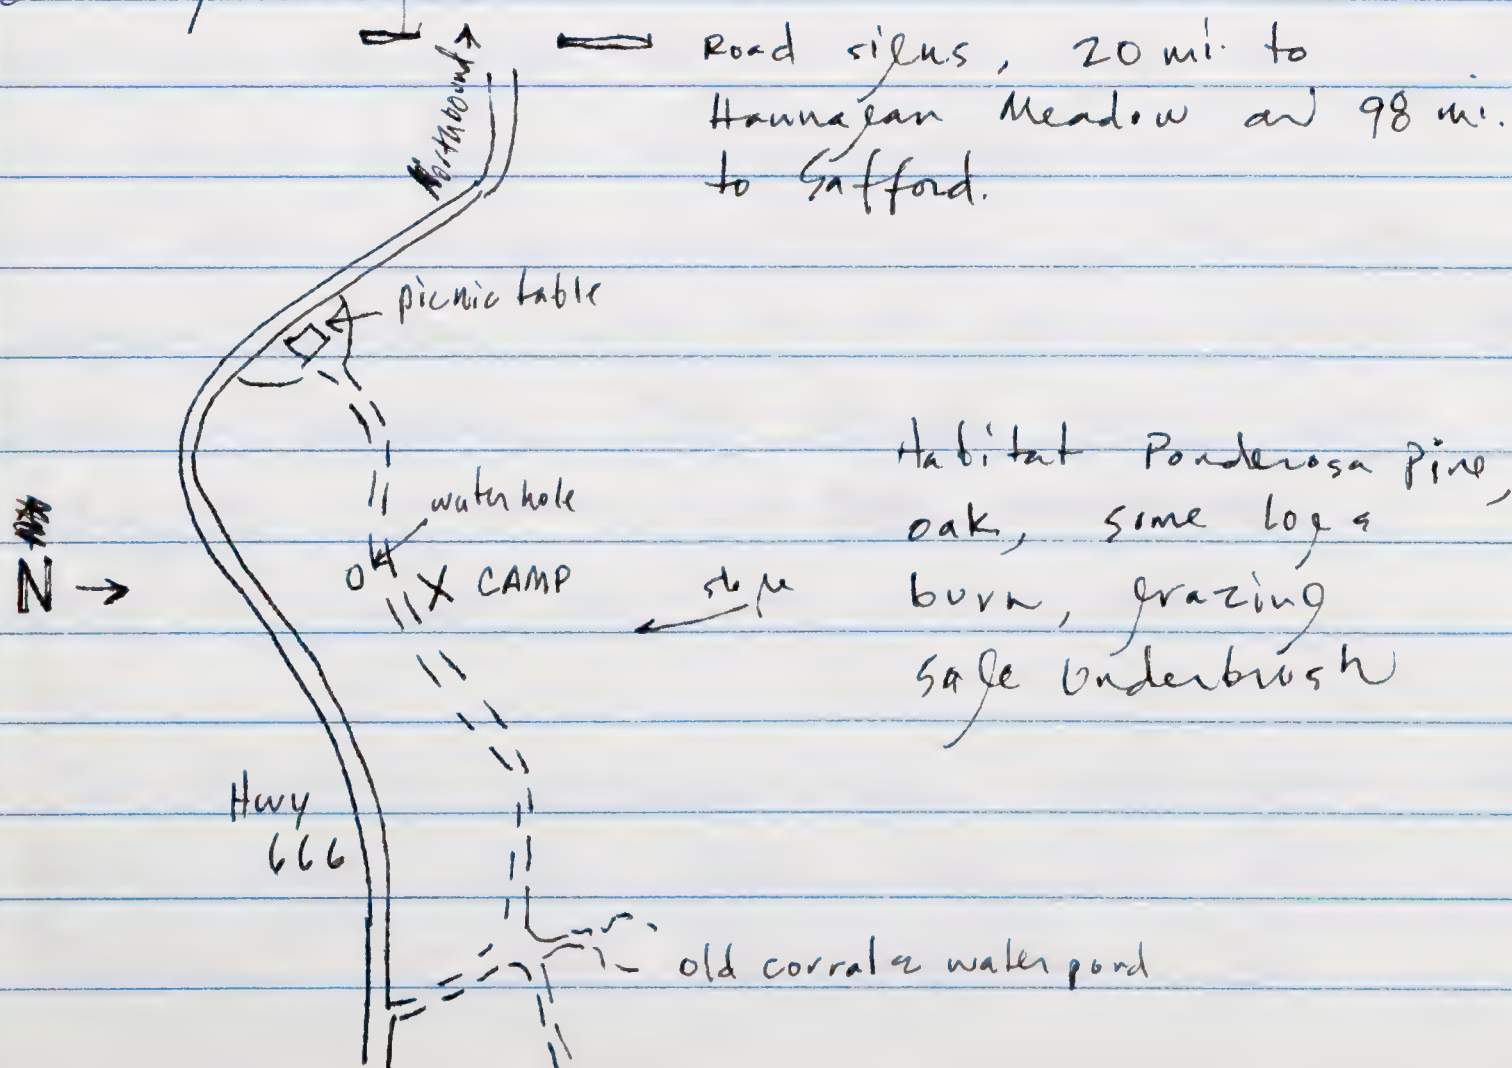 Road signs, 20 mi. to
Hannagan Meadow and 98 mi.
to Safford.
Northbound
picnic table
Habitat Ponderosa Pine,
oak, some log &
burn, grazing
sage underbrush
water hole
N
X CAMP
slope
Hwy
666
old corral & water pond